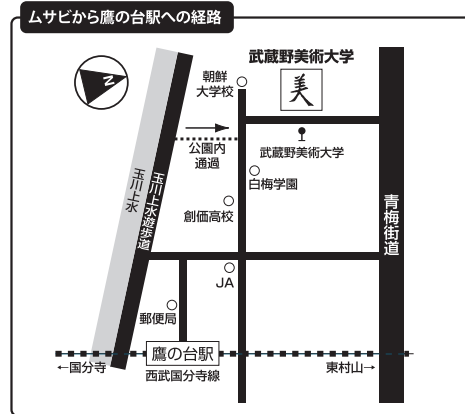 ムサビから鷹の台駅への経路
N
朝鮮
大学校
武蔵野美術大学
美
公園内
通過
武蔵野美術大学
白梅学園
玉川上水
玉川上水遊歩道
創価高校
青梅街道
JA
郵便局
鷹の台駅
←国分寺
西武国分寺線
東村山→